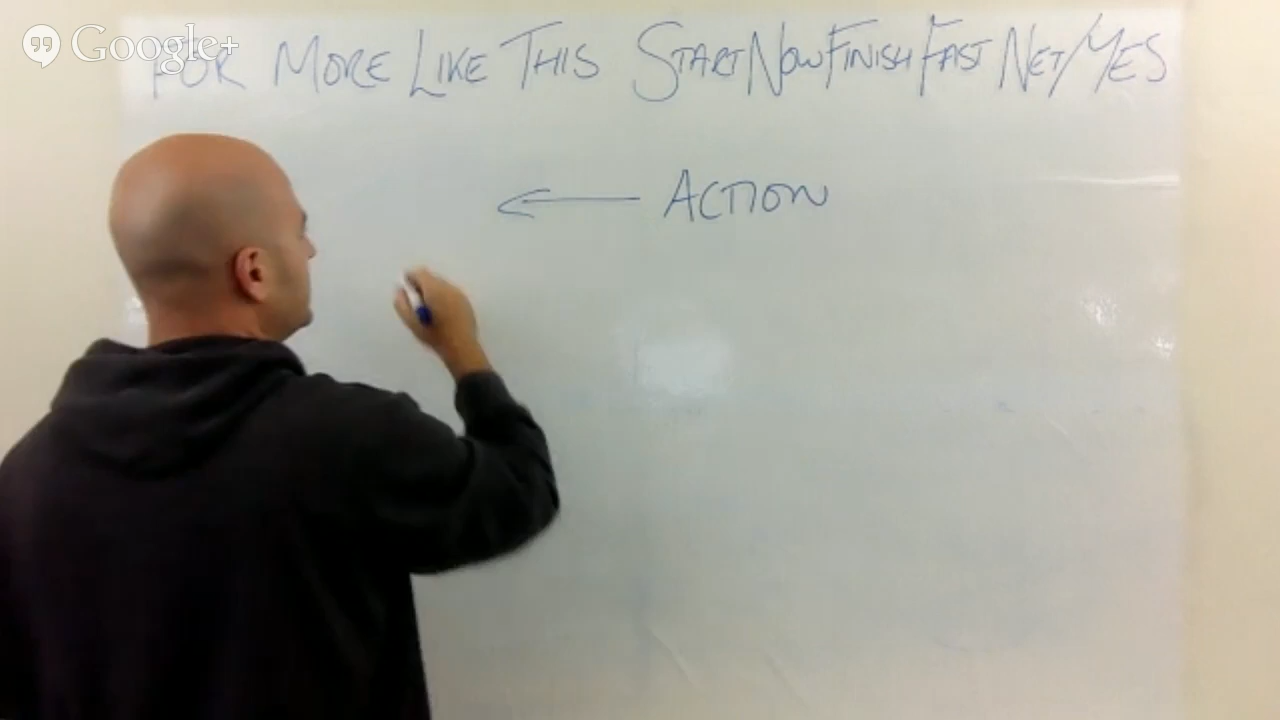 Google+
FOR MORE LIKE THIS STARTNOWFINISHFAST NET/YES
← ACTION